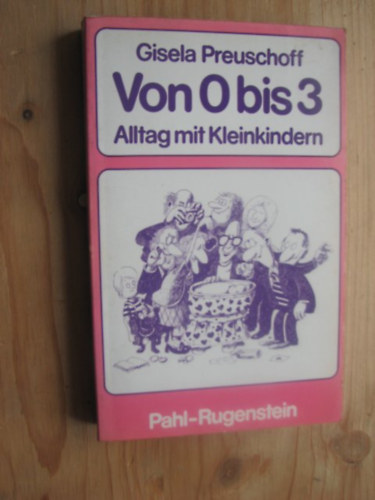 Gisela Preuschoff
Von 0 bis 3
Alltag mit Kleinkindern
Pahl-Rugenstein